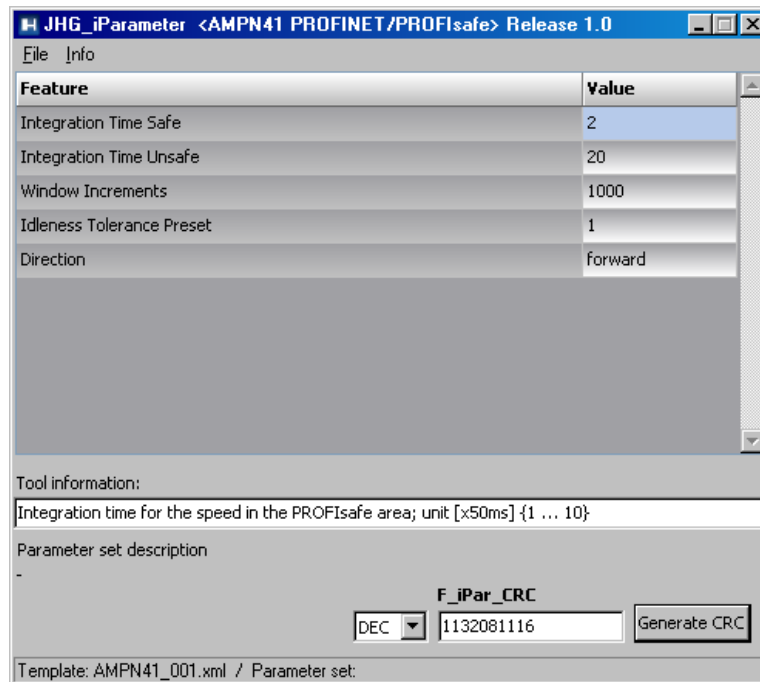 JHG_iParameter <AMPN41 PROFINET/PROFIsafe> Release 1.0
File Info
Feature Value
Integration Time Safe 2
Integration Time Unsafe 20
Window Increments 1000
Idleness Tolerance Preset 1
Direction forward
Tool information:
Integration time for the speed in the PROFIsafe area; unit [x50ms] {1 ... 10}
Parameter set description
-
F_iPar_CRC
DEC 1132081116 Generate CRC
Template: AMPN41_001.xml / Parameter set: